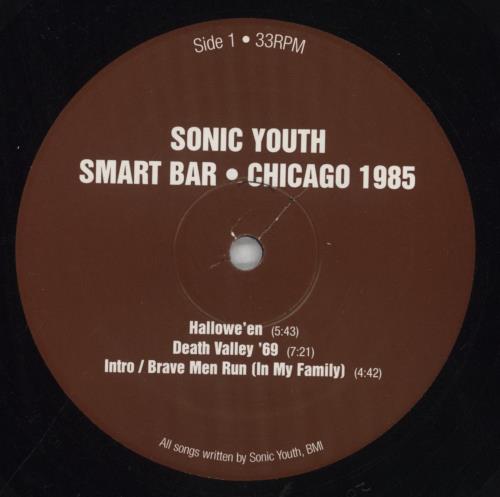 Side 1 • 33RPM
SONIC YOUTH
SMART BAR • CHICAGO 1985
Hallowe'en (5:43)
Death Valley '69 (7:21)
Intro / Brave Men Run (In My Family) (4:42)
All songs written by Sonic Youth, BMI